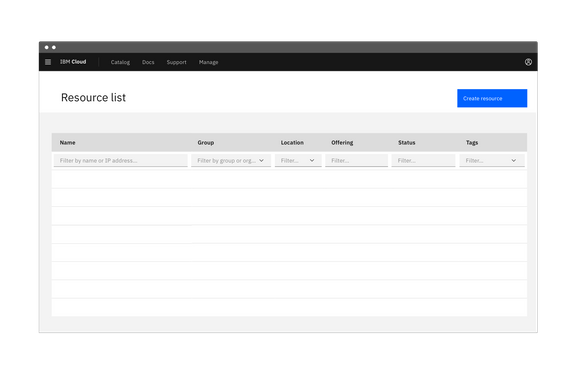 IBM Cloud Catalog Docs Support Manage
Resource list
Create resource
Name Group Location Offering Status Tags
Filter by name or IP address... Filter by group or org... Filter... Filter... Filter... Filter...